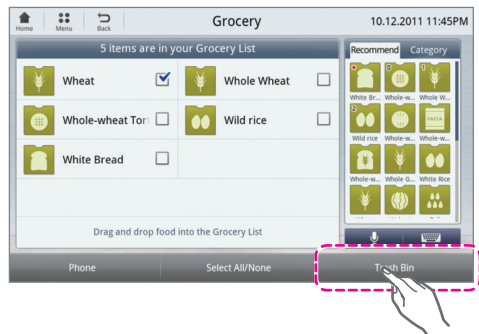 Home
Menu
Back
Grocery
10.12.2011 11:45PM
5 items are in your Grocery List
Wheat
Whole Wheat
Whole-wheat Tor
Wild rice
White Bread
Drag and drop food into the Grocery List
Recommend
Category
White Br... Whole-w... Whole W...
Wild rice Whole-w... Whole-w...
PASTA
Whole-w... Whole G... White Rice
Phone
Select All/None
Trash Bin